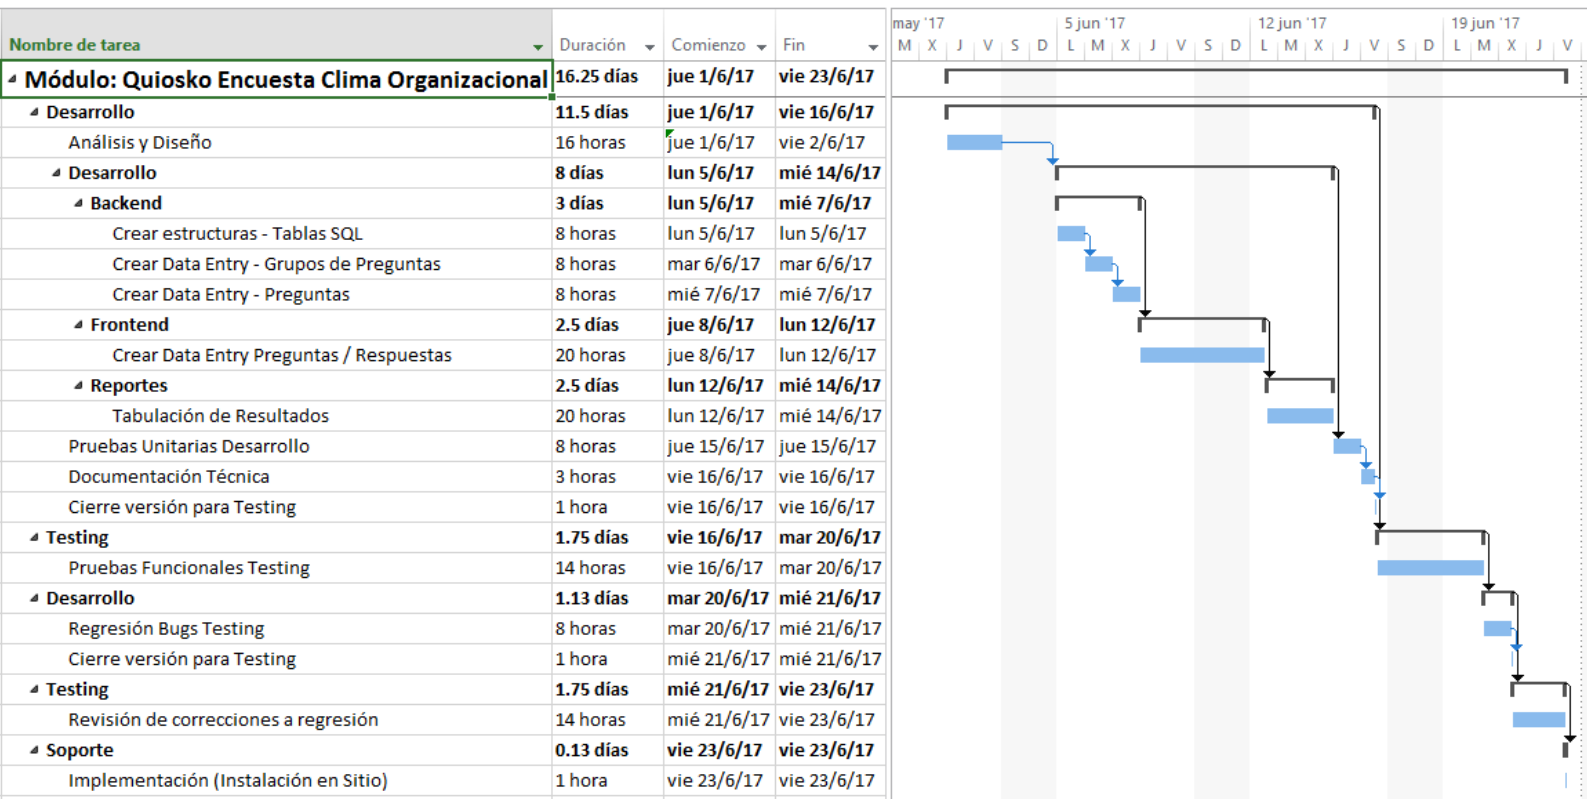 may '17 5 jun '17 12 jun '17 19 jun '17
Nombre de tarea Duración Comienzo Fin M X J V S D L M X J V S D L M X J V S D L M X J V
Módulo: Quiosko Encuesta Clima Organizacional 16.25 días jue 1/6/17 vie 23/6/17
Desarrollo 11.5 días jue 1/6/17 vie 16/6/17
Análisis y Diseño 16 horas jue 1/6/17 vie 2/6/17
Desarrollo 8 días lun 5/6/17 mié 14/6/17
Backend 3 días lun 5/6/17 mié 7/6/17
Crear estructuras - Tablas SQL 8 horas lun 5/6/17 lun 5/6/17
Crear Data Entry - Grupos de Preguntas 8 horas mar 6/6/17 mar 6/6/17
Crear Data Entry - Preguntas 8 horas mié 7/6/17 mié 7/6/17
Frontend 2.5 días jue 8/6/17 lun 12/6/17
Crear Data Entry Preguntas / Respuestas 20 horas jue 8/6/17 lun 12/6/17
Reportes 2.5 días lun 12/6/17 mié 14/6/17
Tabulación de Resultados 20 horas lun 12/6/17 mié 14/6/17
Pruebas Unitarias Desarrollo 8 horas jue 15/6/17 jue 15/6/17
Documentación Técnica 3 horas vie 16/6/17 vie 16/6/17
Cierre versión para Testing 1 hora vie 16/6/17 vie 16/6/17
Testing 1.75 días vie 16/6/17 mar 20/6/17
Pruebas Funcionales Testing 14 horas vie 16/6/17 mar 20/6/17
Desarrollo 1.13 días mar 20/6/17 mié 21/6/17
Regresión Bugs Testing 8 horas mar 20/6/17 mié 21/6/17
Cierre versión para Testing 1 hora mié 21/6/17 mié 21/6/17
Testing 1.75 días mié 21/6/17 vie 23/6/17
Revisión de correcciones a regresión 14 horas mié 21/6/17 vie 23/6/17
Soporte 0.13 días vie 23/6/17 vie 23/6/17
Implementación (Instalación en Sitio) 1 hora vie 23/6/17 vie 23/6/17